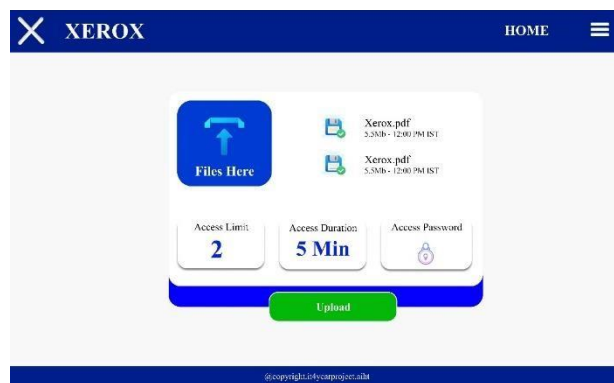 XEROX
HOME
Files Here
Xerox.pdf
5.5Mb - 12:00 PM IST
Xerox.pdf
5.5Mb - 12:00 PM IST
Access Limit
2
Access Duration
5 Min
Access Password
Upload
@copyright.it4yearproject.aiht